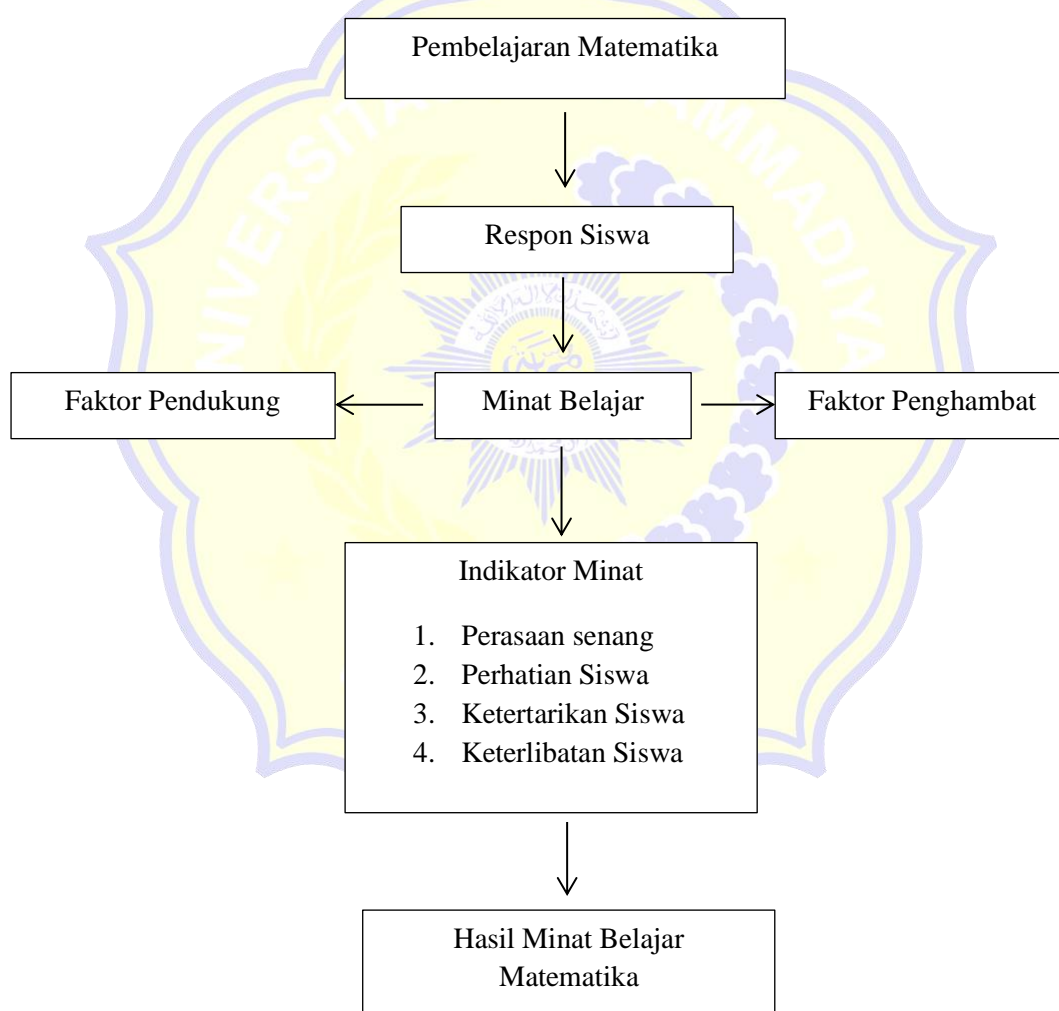 Pembelajaran Matematika
Respon Siswa
Faktor Pendukung
Minat Belajar
Faktor Penghambat
Indikator Minat
1. Perasaan senang
2. Perhatian Siswa
3. Ketertarikan Siswa
4. Keterlibatan Siswa
Hasil Minat Belajar
Matematika